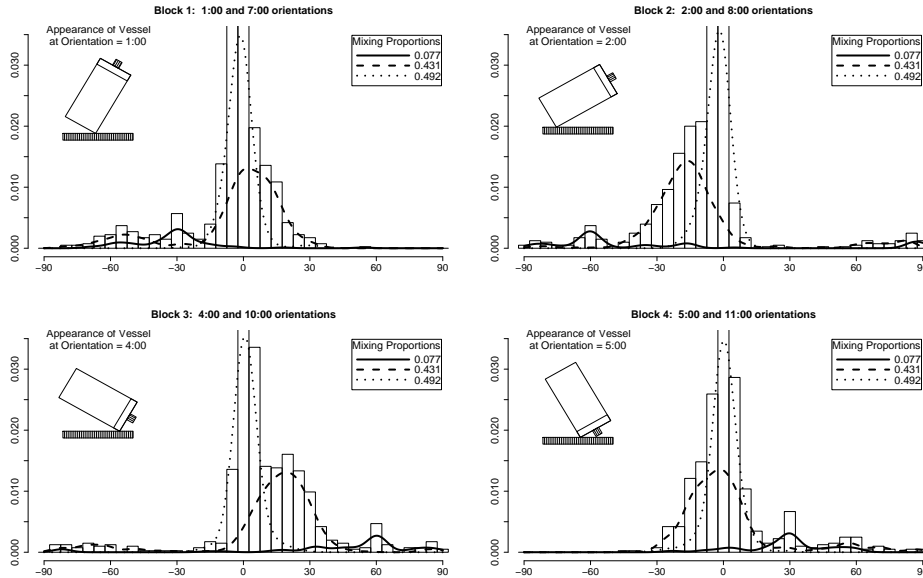 Block 1: 1:00 and 7:00 orientations
Appearance of Vessel
at Orientation = 1:00
Mixing Proportions
0.077
0.431
0.492
0.000 0.010 0.020 0.030
−90 −60 −30 0 30 60 90
Block 2: 2:00 and 8:00 orientations
Appearance of Vessel
at Orientation = 2:00
Mixing Proportions
0.077
0.431
0.492
0.000 0.010 0.020 0.030
−90 −60 −30 0 30 60 90
Block 3: 4:00 and 10:00 orientations
Appearance of Vessel
at Orientation = 4:00
Mixing Proportions
0.077
0.431
0.492
0.000 0.010 0.020 0.030
−90 −60 −30 0 30 60 90
Block 4: 5:00 and 11:00 orientations
Appearance of Vessel
at Orientation = 5:00
Mixing Proportions
0.077
0.431
0.492
0.000 0.010 0.020 0.030
−90 −60 −30 0 30 60 90